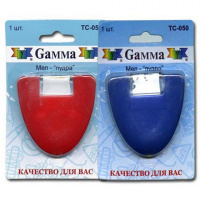 1 шт. TC-05
Gamma
Мел - "пудра"
КАЧЕСТВО ДЛЯ ВАС
1 шт. TC-050
Gamma
Мел - "пудра"
КАЧЕСТВО ДЛЯ ВАС